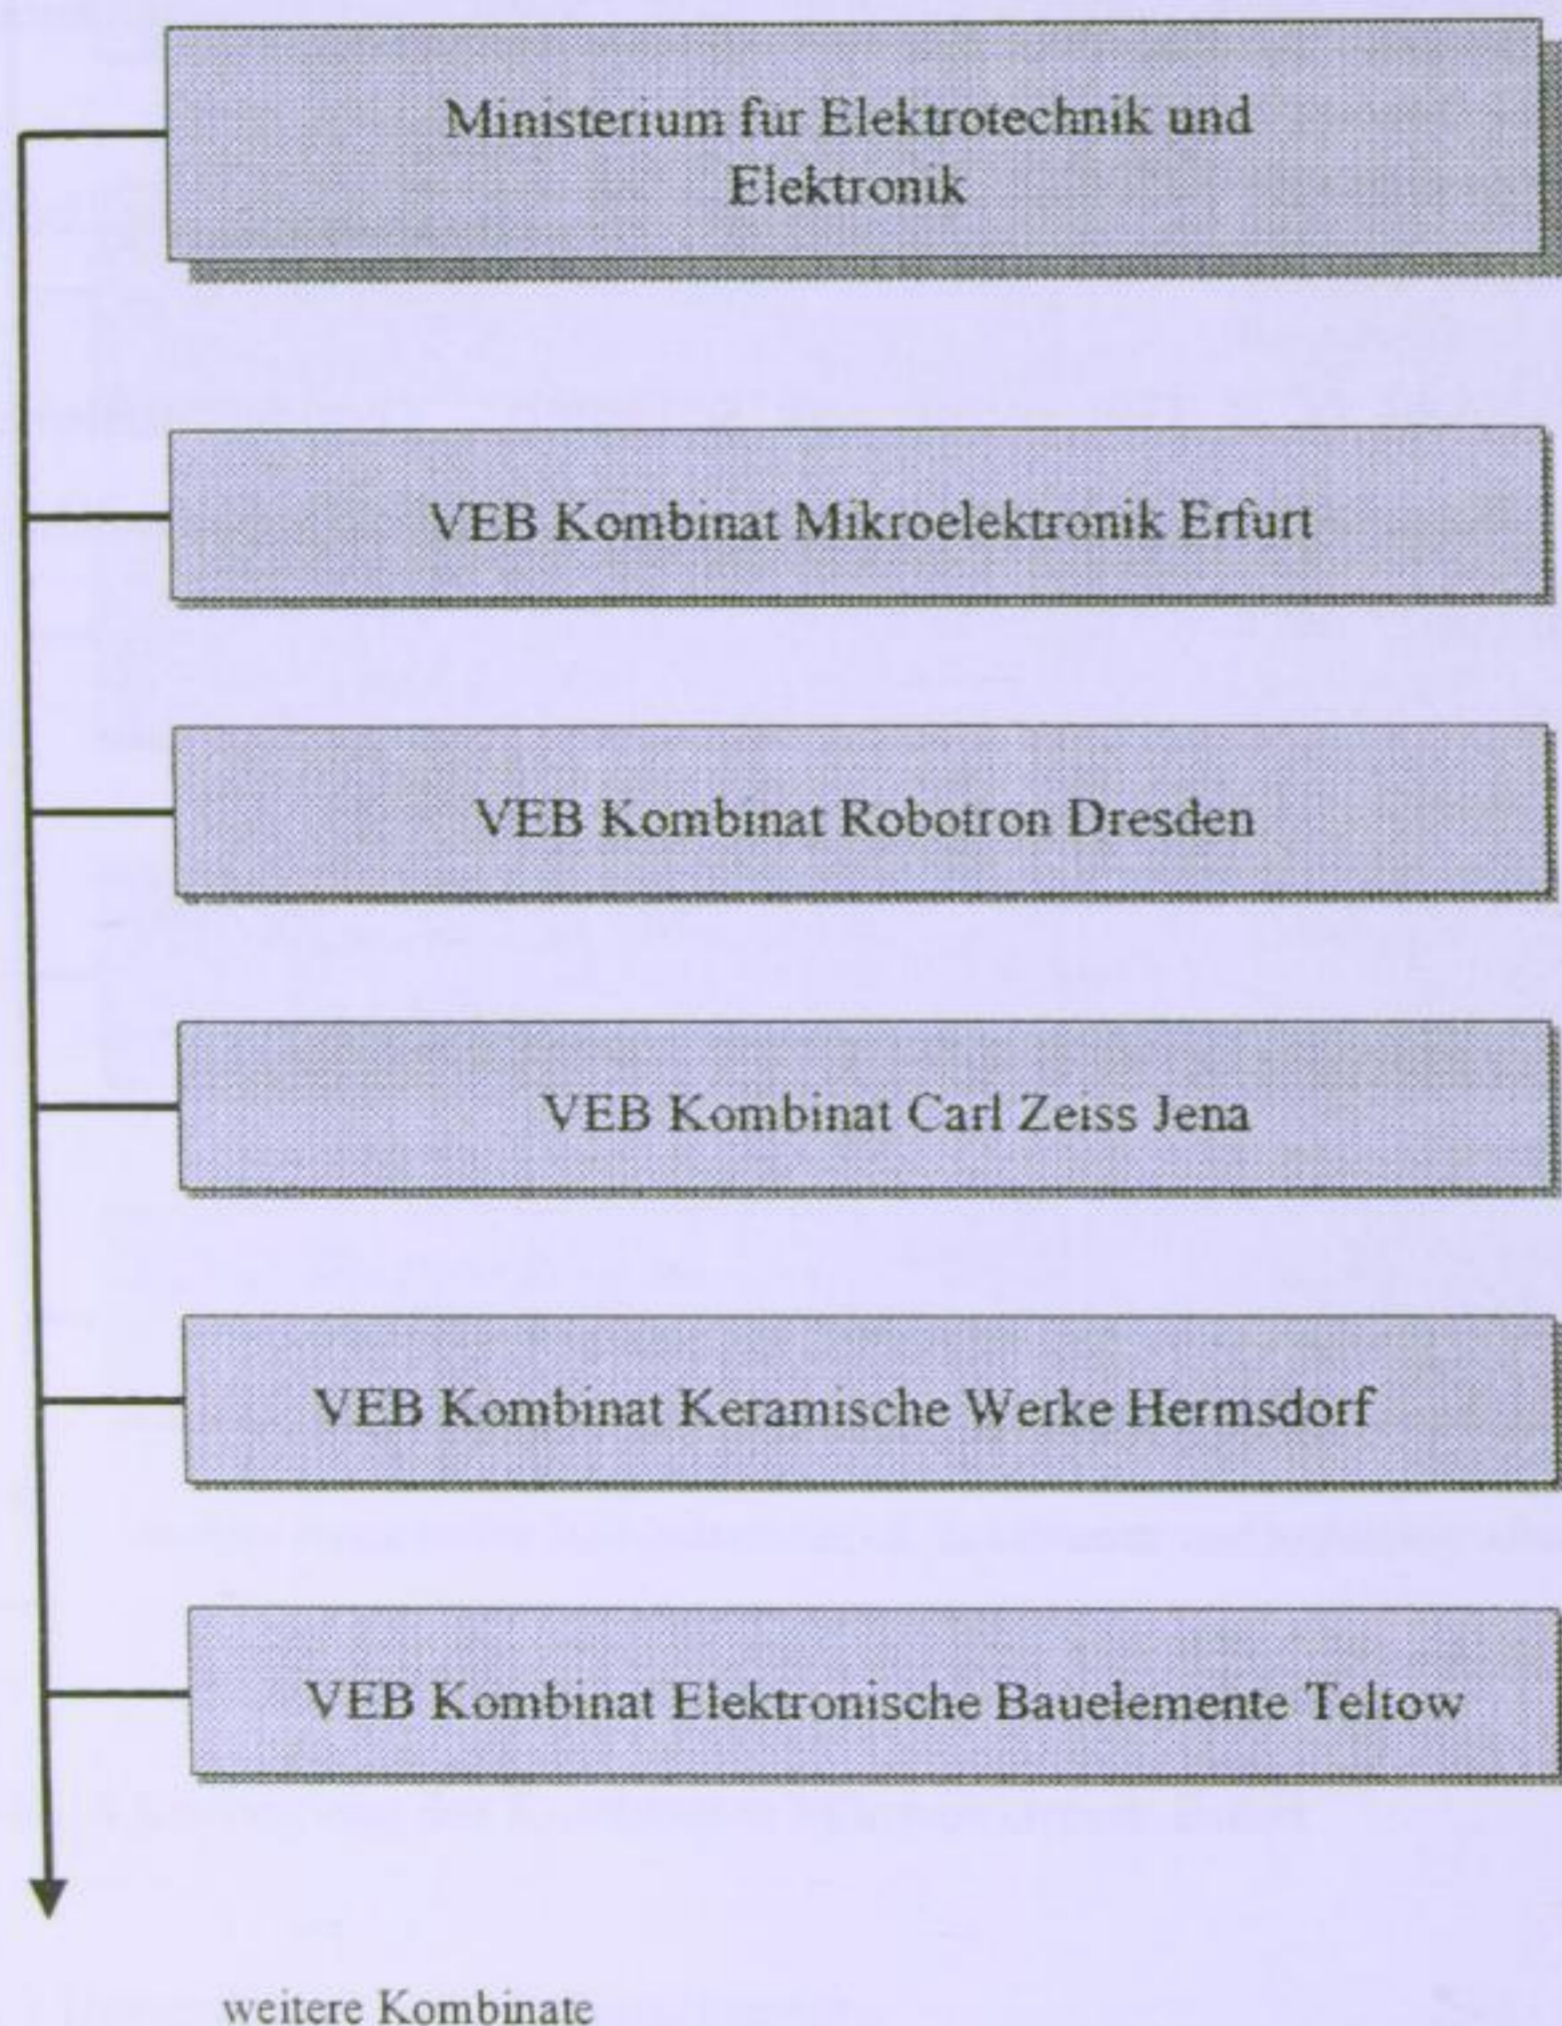 Ministerium für Elektrotechnik und
Elektronik
VEB Kombinat Mikroelektronik Erfurt
VEB Kombinat Robotron Dresden
VEB Kombinat Carl Zeiss Jena
VEB Kombinat Keramische Werke Hermsdorf
VEB Kombinat Elektronische Bauelemente Teltow
weitere Kombinate